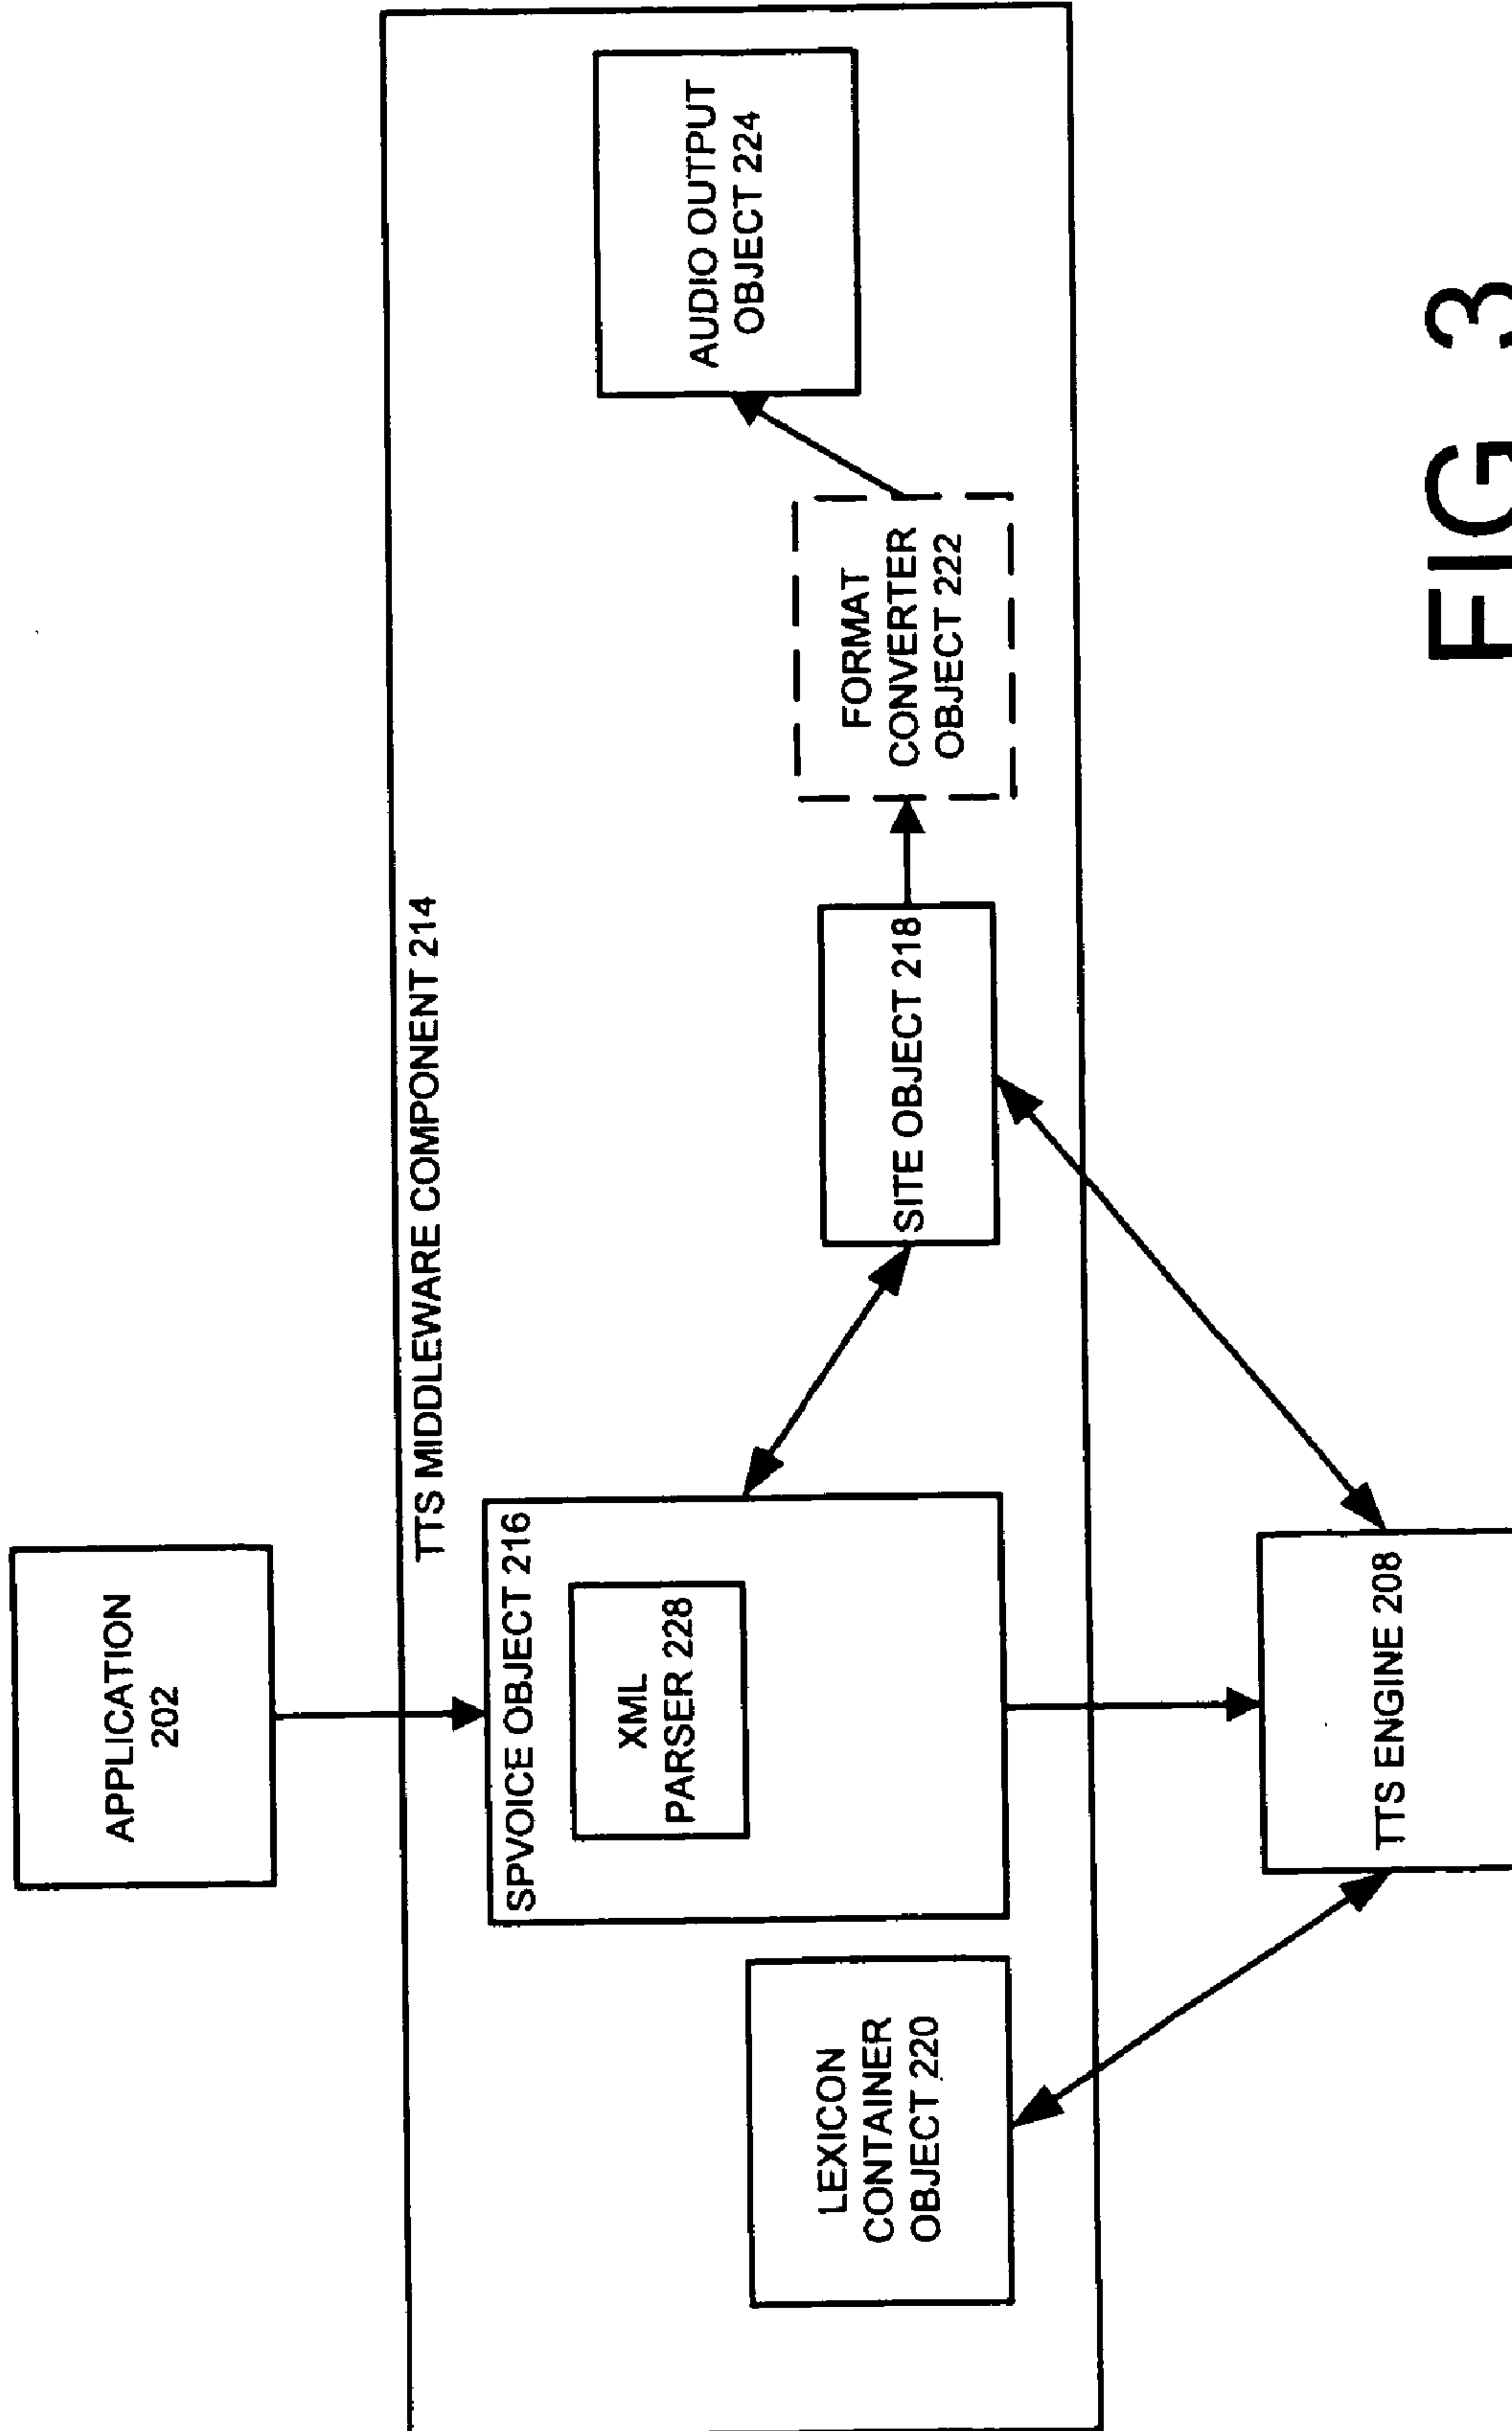 APPLICATION
202
TTS MIDDLEWARE COMPONENT 214
SPVOICE OBJECT 216
XML
PARSER 228
LEXICON
CONTAINER
OBJECT 220
SITE OBJECT 218
FORMAT
CONVERTER
OBJECT 222
AUDIO OUTPUT
OBJECT 224
TTS ENGINE 208
FIG 3